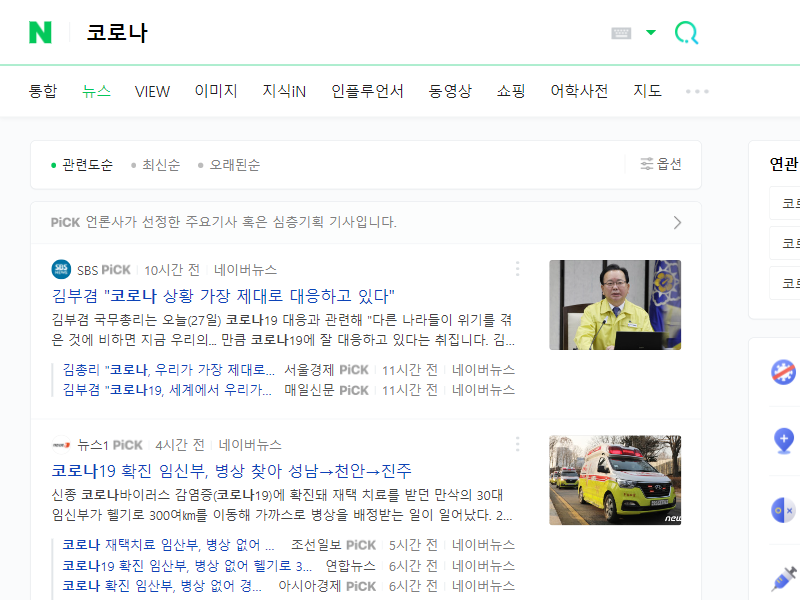 N 코로나
통합 뉴스 VIEW 이미지 지식iN 인플루언서 동영상 쇼핑 어학사전 지도
관련도순 최신순 오래된순 옵션
연관
PiCK 언론사가 선정한 주요기사 혹은 심층기획 기사입니다.
SBS PiCK 10시간 전 네이버뉴스
김부겸 "코로나 상황 가장 제대로 대응하고 있다"
김부겸 국무총리는 오늘(27일) 코로나19 대응과 관련해 "다른 나라들이 위기를 겪
은 것에 비하면 지금 우리의... 만큼 코로나19에 잘 대응하고 있다는 취집니다. 김...
김총리 "코로나, 우리가 가장 제대로... 서울경제 PiCK 11시간 전 네이버뉴스
김부겸 "코로나19, 세계에서 우리가... 매일신문 PiCK 11시간 전 네이버뉴스
뉴스1 PiCK 4시간 전 네이버뉴스
코로나19 확진 임신부, 병상 찾아 성남→천안→진주
신종 코로나바이러스 감염증(코로나19)에 확진돼 재택 치료를 받던 만삭의 30대
임신부가 헬기로 300여㎞를 이동해 가까스로 병상을 배정받는 일이 일어났다. 2...
코로나 재택치료 임산부, 병상 없어 ... 조선일보 PiCK 5시간 전 네이버뉴스
코로나19 확진 임신부, 병상 없어 헬기로 3... 연합뉴스 6시간 전 네이버뉴스
코로나 확진 임산부, 병상 없어 경... 아시아경제 PiCK 6시간 전 네이버뉴스